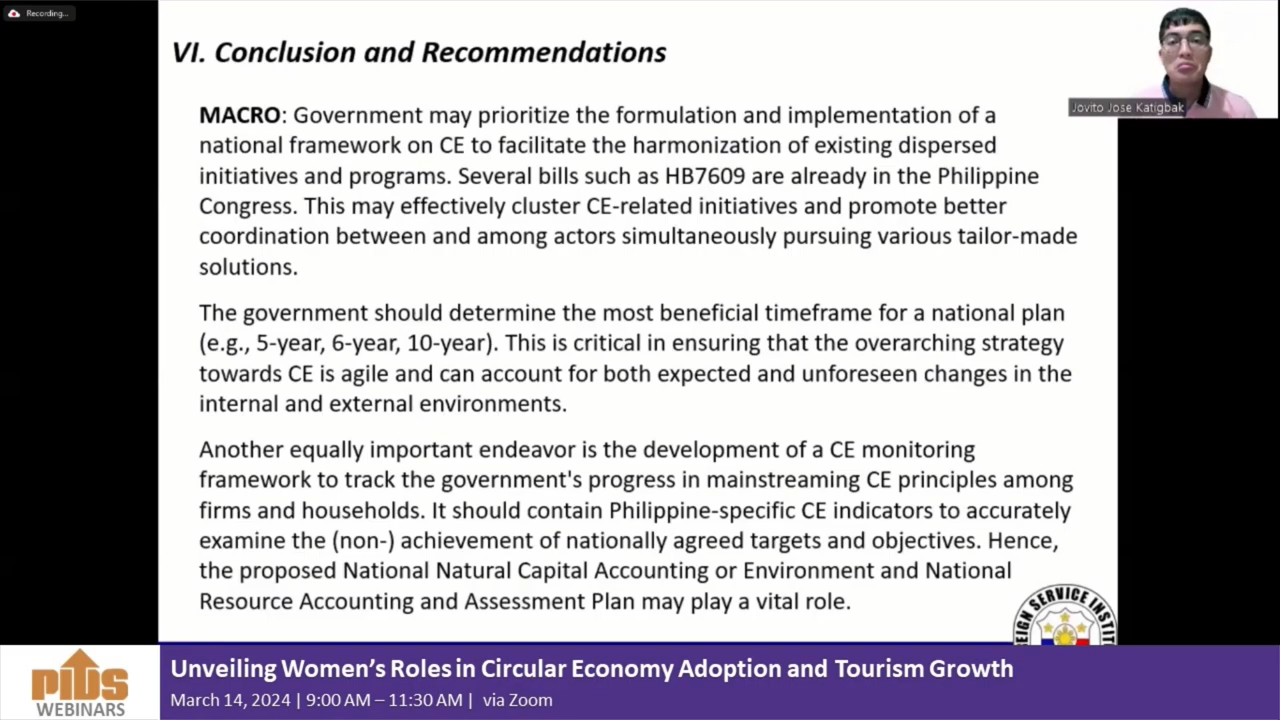 Recording...
VI. Conclusion and Recommendations
Jovito Jose Katigbak
MACRO: Government may prioritize the formulation and implementation of a
national framework on CE to facilitate the harmonization of existing dispersed
initiatives and programs. Several bills such as HB7609 are already in the Philippine
Congress. This may effectively cluster CE-related initiatives and promote better
coordination between and among actors simultaneously pursuing various tailor-made
solutions.
The government should determine the most beneficial timeframe for a national plan
(e.g., 5-year, 6-year, 10-year). This is critical in ensuring that the overarching strategy
towards CE is agile and can account for both expected and unforeseen changes in the
internal and external environments.
Another equally important endeavor is the development of a CE monitoring
framework to track the government's progress in mainstreaming CE principles among
firms and households. It should contain Philippine-specific CE indicators to accurately
examine the (non-) achievement of nationally agreed targets and objectives. Hence,
the proposed National Natural Capital Accounting or Environment and National
Resource Accounting and Assessment Plan may play a vital role.
EIGN SERVICE INSTI
PIDS
WEBINARS
Unveiling Women's Roles in Circular Economy Adoption and Tourism Growth
March 14, 2024 | 9:00 AM – 11:30 AM | via Zoom